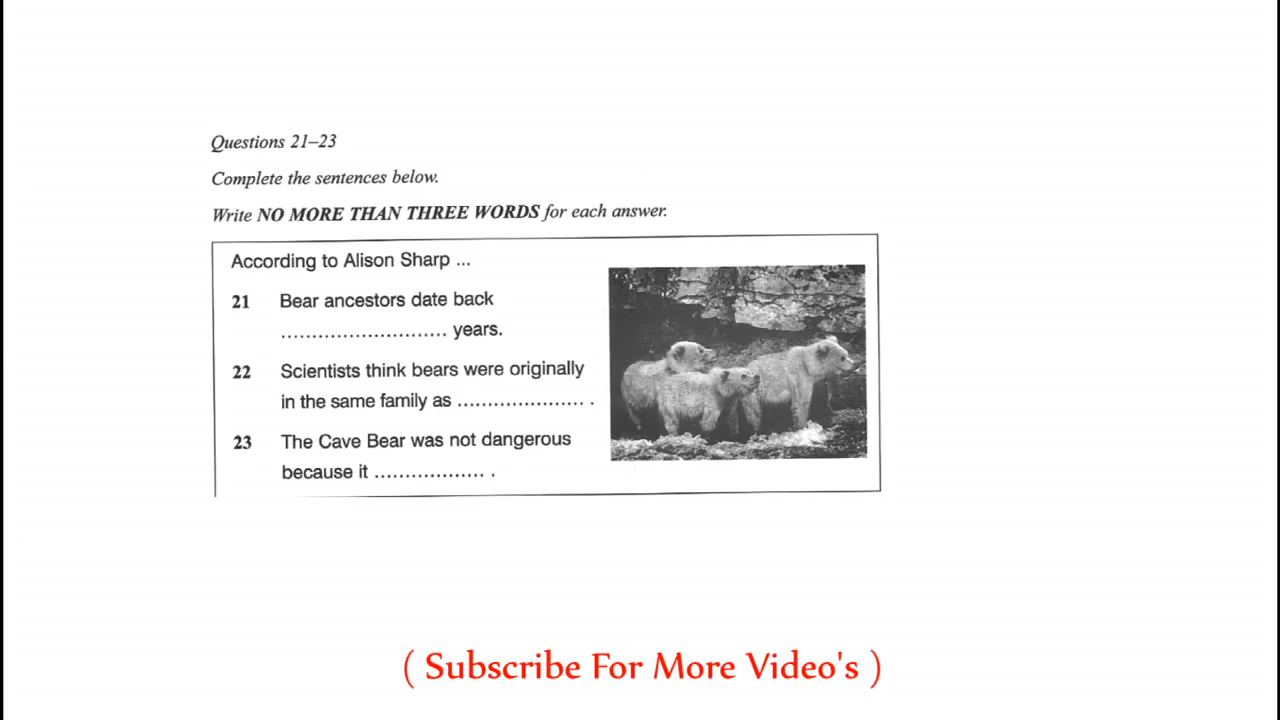 Questions 21–23
Complete the sentences below.
Write NO MORE THAN THREE WORDS for each answer.
According to Alison Sharp ...
21 Bear ancestors date back
........................... years.
22 Scientists think bears were originally
in the same family as ..................... .
23 The Cave Bear was not dangerous
because it .................. .
( Subscribe For More Video's )